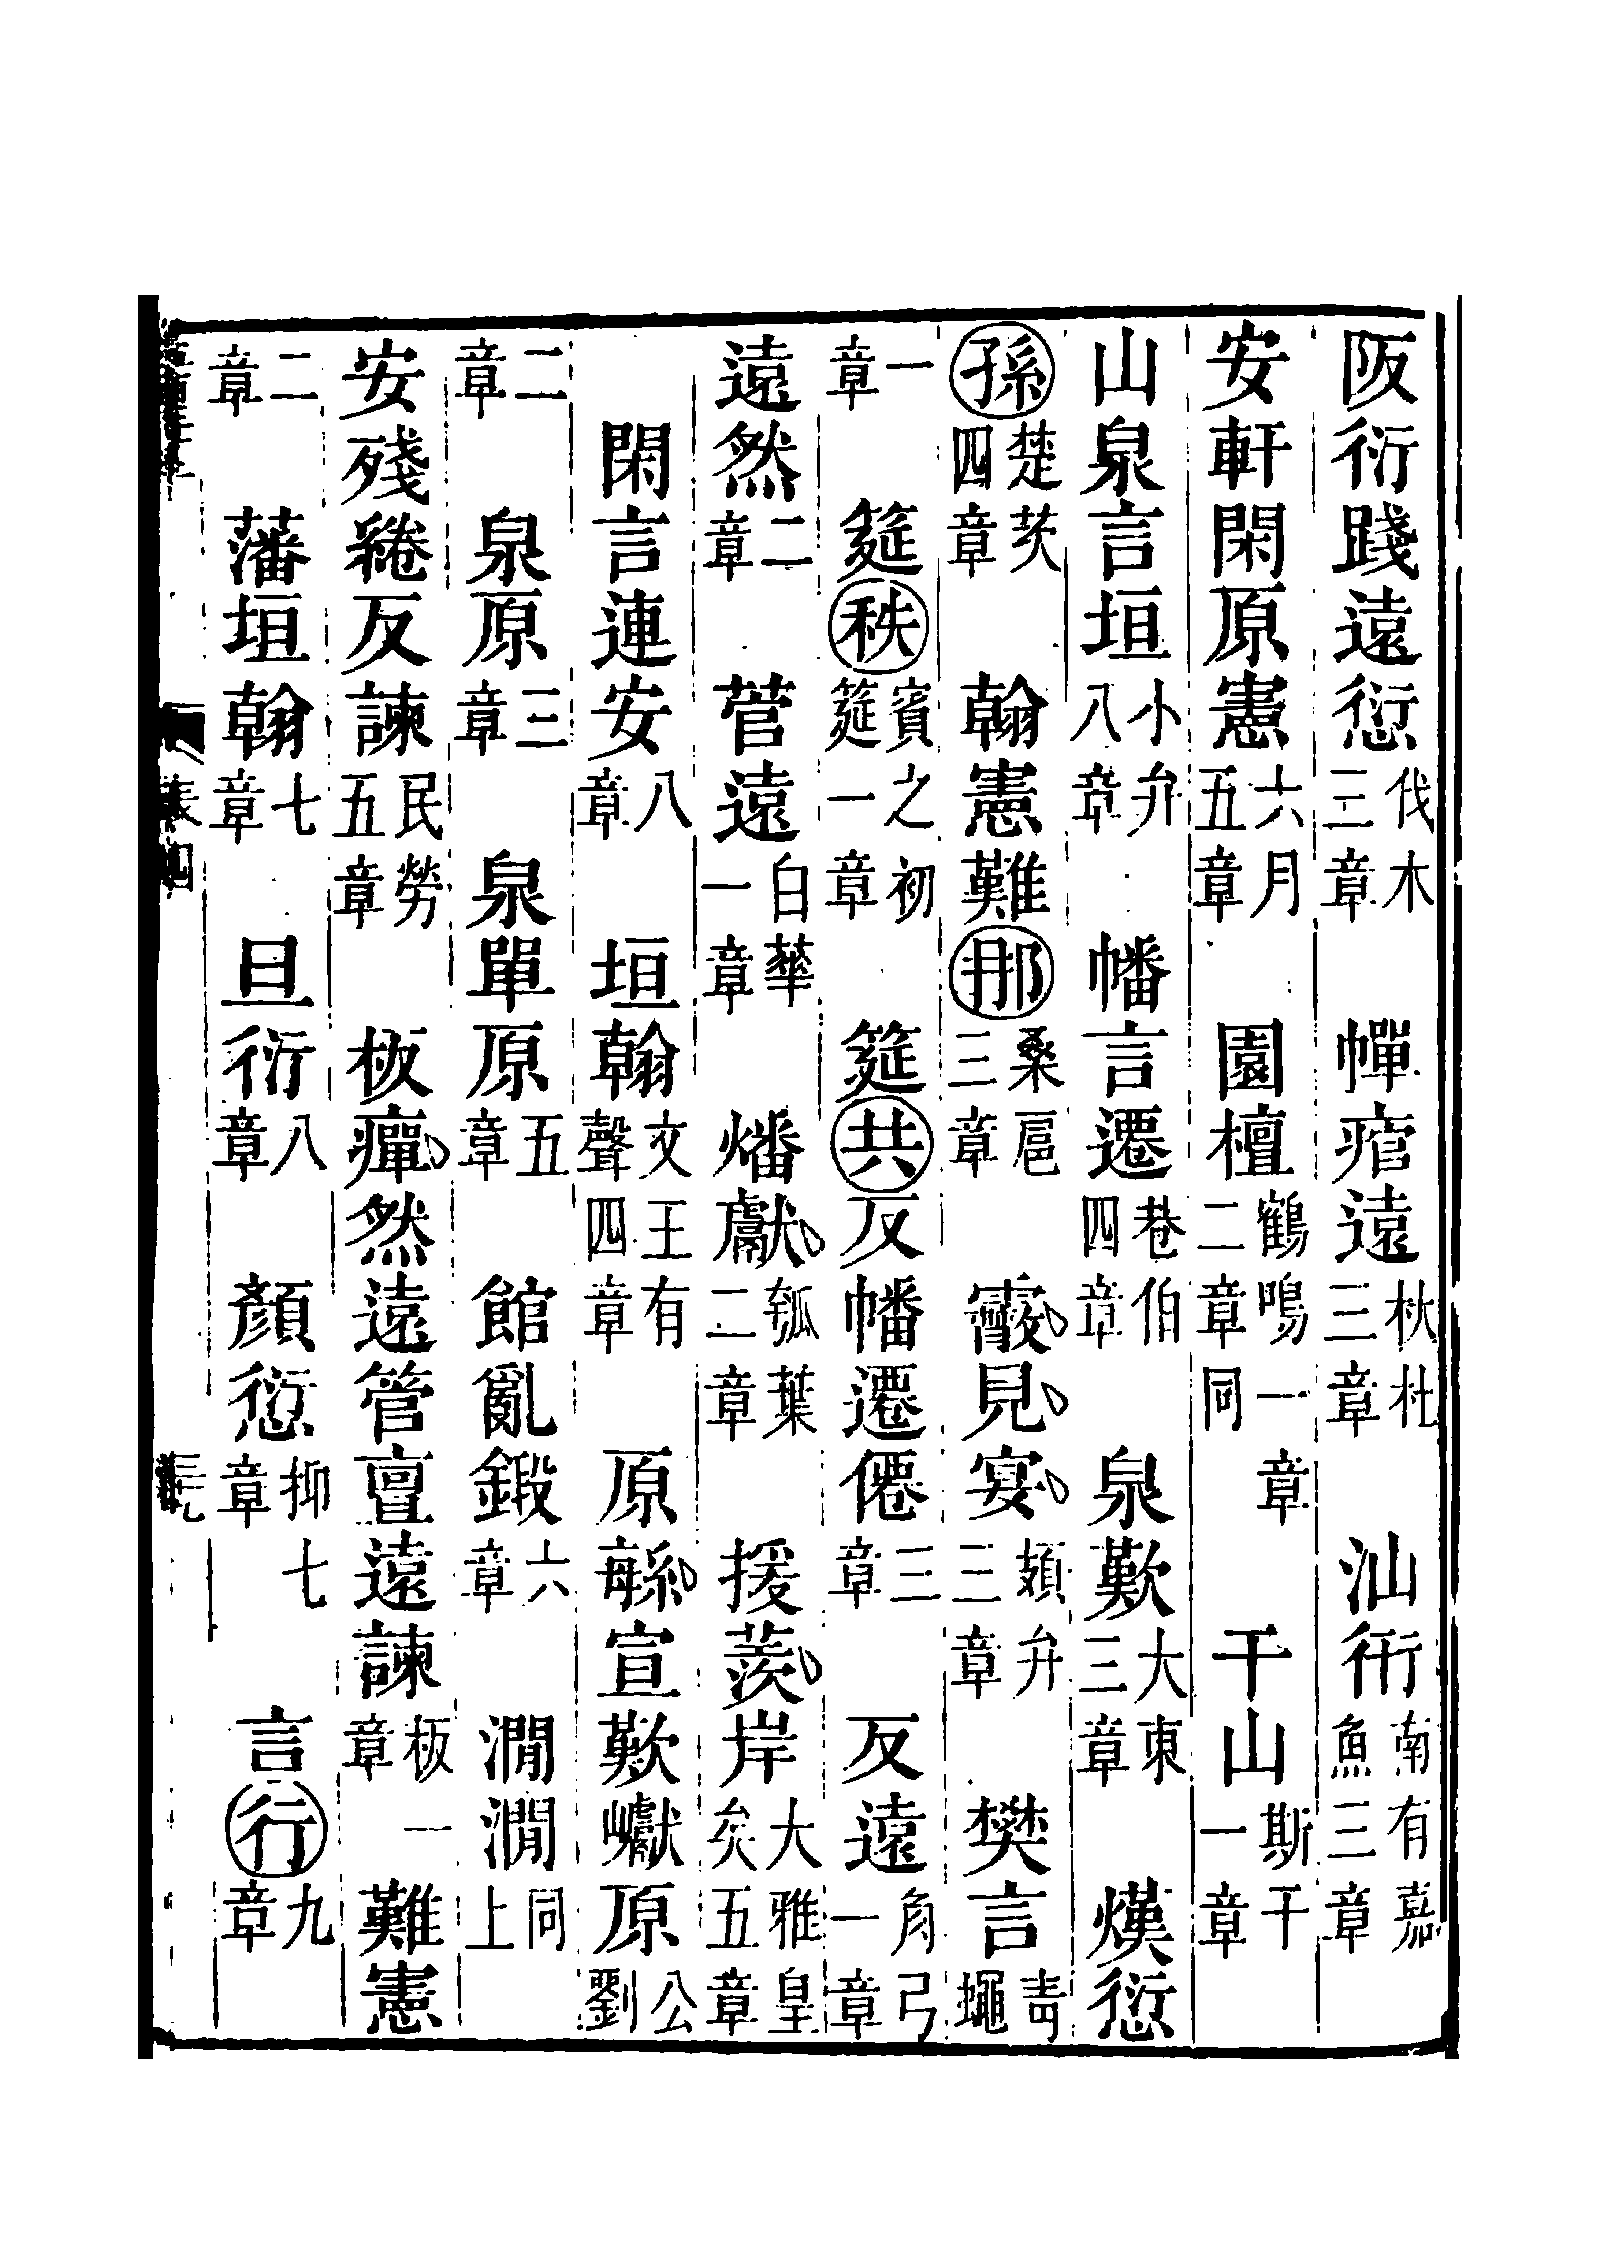 阪衍踐遠愆伐木三章 幝痯遠杕杜三章 汕衎南有嘉魚三章
安軒閑原憲六月五章 園檀鶴鳴二章一章同 干山斯干一章
山泉言垣小弁八章 幡言遷巷伯四章 泉歎大東三章 熯愆
孫楚茨四章 翰憲難那桑扈三章 霰見宴頍弁三章 樊言青蠅
一章 筵秩賓之初筵一章 筵共反幡遷僊三章 反遠角弓一章
遠然二章 菅遠白華一章 燔獻瓠葉二章 援羨岸大雅皇矣五章
閑言連安八章 垣翰文王有聲四章 原繁宣歎巘原公劉
二章 泉原三章 泉單原五章 館亂鍛六章 澗澗同上
安殘綣反諫民勞五章 板癉然遠管亶遠諫板一章 難憲
二章 藩垣翰七章 旦衍八章 顏愆抑七章 言行九章
表四